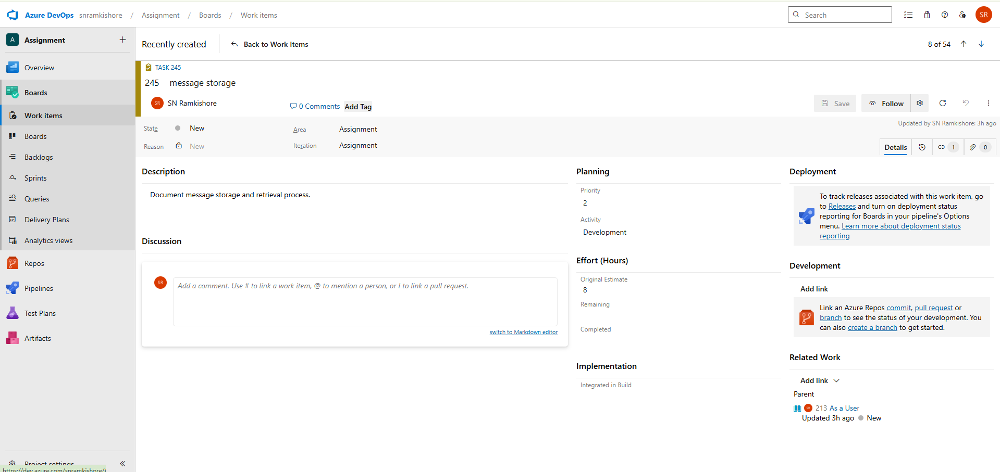 Azure DevOps snramkishore / Assignment / Boards / Work items
Search
SR
A Assignment
Overview
Boards
Work items
Boards
Backlogs
Sprints
Queries
Delivery Plans
Analytics views
Repos
Pipelines
Test Plans
Artifacts
Project settings
Recently created
Back to Work Items
8 of 54
TASK 245
245 message storage
SR SN Ramkishore
0 Comments Add Tag
Save
Follow
State New
Area Assignment
Updated by SN Ramkishore: 3h ago
Reason New
Iteration Assignment
Details
1
0
Description
Document message storage and retrieval process.
Discussion
SR
Add a comment. Use # to link a work item, @ to mention a person, or ! to link a pull request.
switch to Markdown editor
Planning
Priority
2
Activity
Development
Effort (Hours)
Original Estimate
8
Remaining
Completed
Implementation
Integrated in Build
Deployment
To track releases associated with this work item, go
to Releases and turn on deployment status
reporting for Boards in your pipeline's Options
menu. Learn more about deployment status
reporting
Development
Add link
Link an Azure Repos commit, pull request or
branch to see the status of your development. You
can also create a branch to get started.
Related Work
Add link
Parent
SR 213 As a User
Updated 3h ago New
https://dev.azure.com/snramkishore/